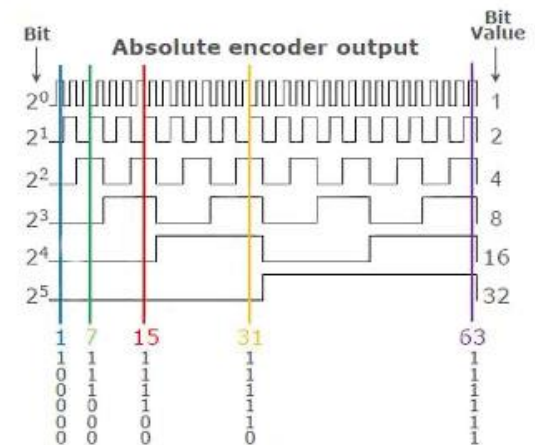 Bit
Absolute encoder output
Bit
Value
2⁰ 1
2¹ 2
2² 4
2³ 8
2⁴ 16
2⁵ 32
1 7 15 31 63
1 1 1 1 1
0 1 1 1 1
0 1 1 1 1
0 0 1 1 1
0 0 0 1 1
0 0 0 0 1